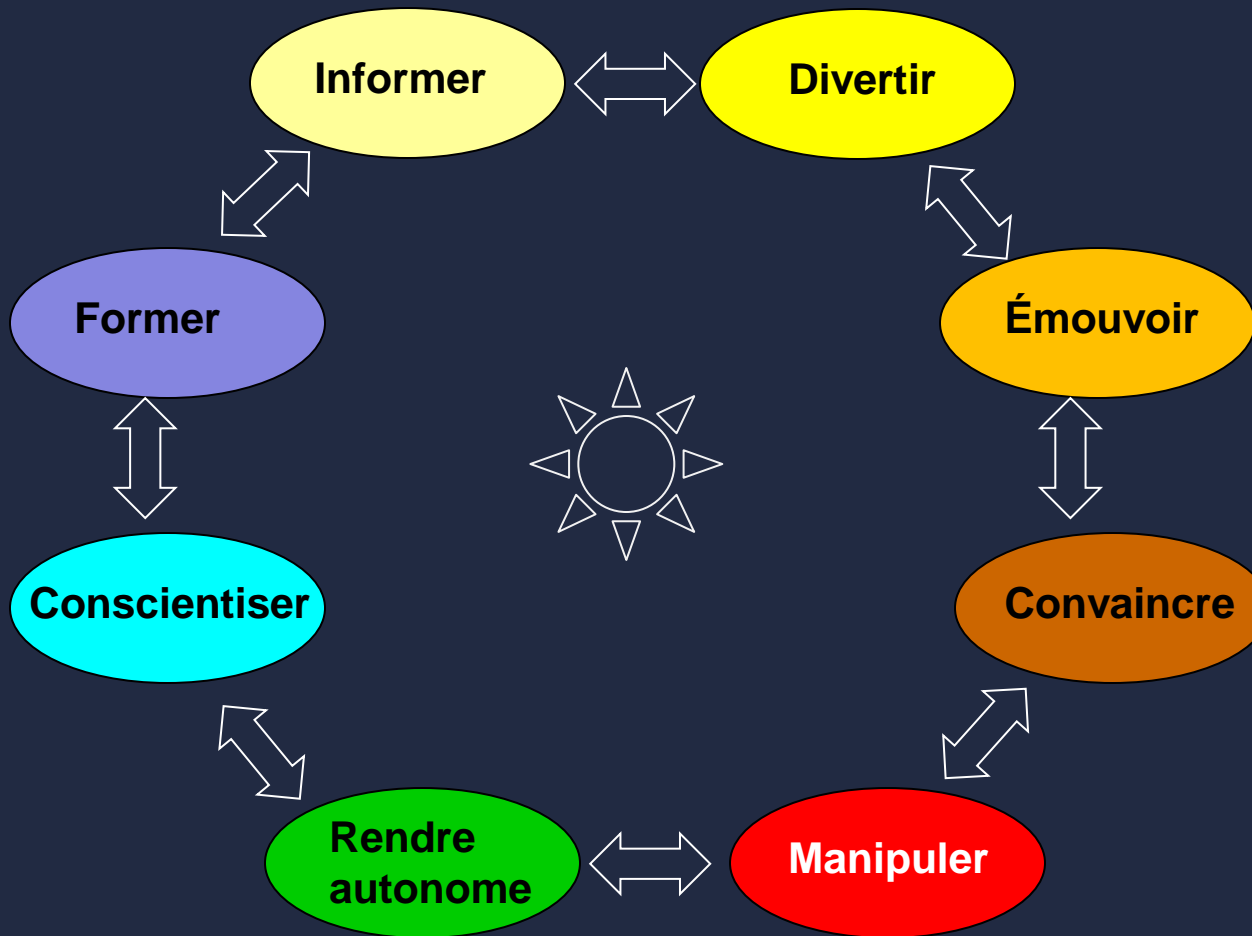 Informer
Divertir
Former
Émouvoir
Conscientiser
Convaincre
Rendre
autonome
Manipuler